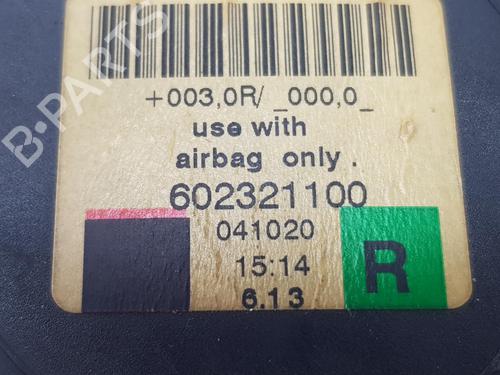 +003,0R/ _000,0_
use with
airbag only .
602321100
041020
15:14
6.13
R
B-PARTS